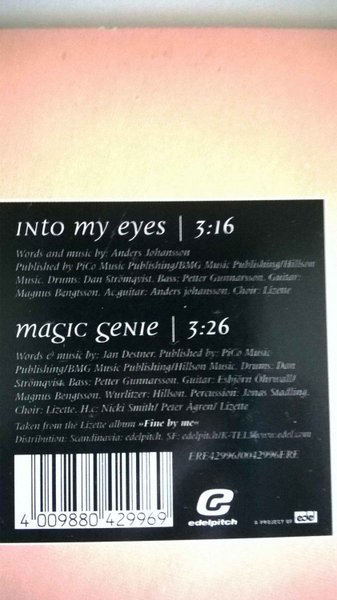 INTO MY EYES | 3:16
Words and music by: Anders Johansson
Published by PiCo Music Publishing/BMG Music Publishing/Hillson
Music. Drums: Dan Strömqvist. Bass: Petter Gunnarsson. Guitar:
Magnus Bengtsson. Ac.guitar: Anders Johansson. Choir: Lizette
MAGIC GENIE | 3:26
Words & music by: Jan Destner. Published by: PiCo Music
Publishing/BMG Music Publishing/Hillson Music. Drums: Dan
Strömqvist. Bass: Petter Gunnarsson. Guitar: Esbjörn Öhrwall/
Magnus Bengtsson. Wurlitzer: Hillson. Percussion: Jonas Stadling.
Choir: Lizette. H.c: Nicki Smith/ Peter Ågren/ Lizette
Taken from the Lizette album »Fine by me«
Distribution: Scandinavia: edelpitch, SF: edelpitch/K-TEL www.edel.com
ERE42996/0042996ERE
4 009880 429969
edelpitch
A PROJECT OF edel